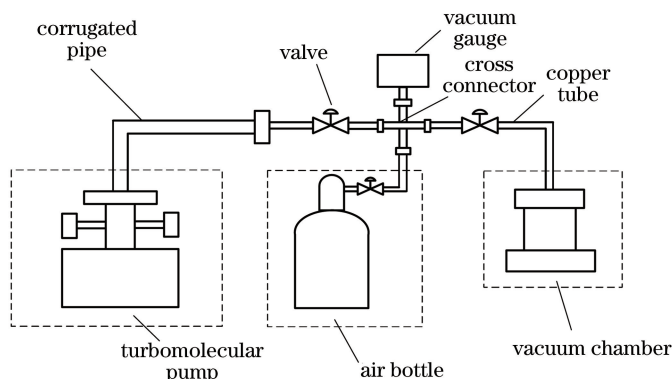 corrugated
pipe
valve
vacuum
gauge
cross
connector
copper
tube
turbomolecular
pump
air bottle
vacuum chamber